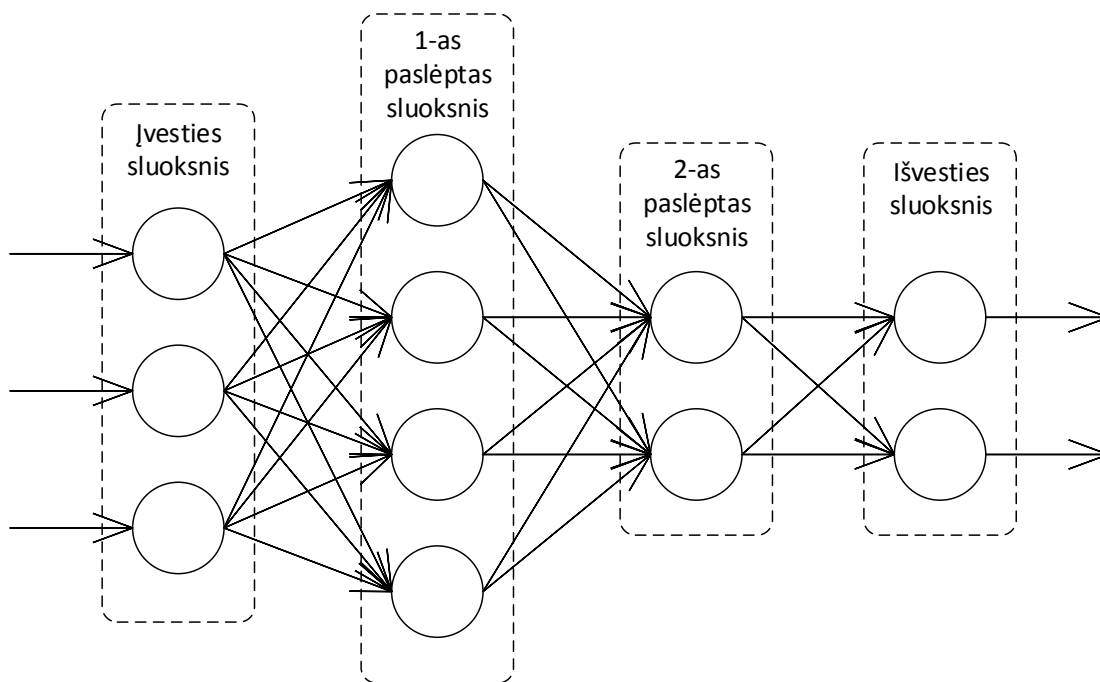 Įvesties
sluoksnis
1-as
paslėptas
sluoksnis
2-as
paslėptas
sluoksnis
Išvesties
sluoksnis